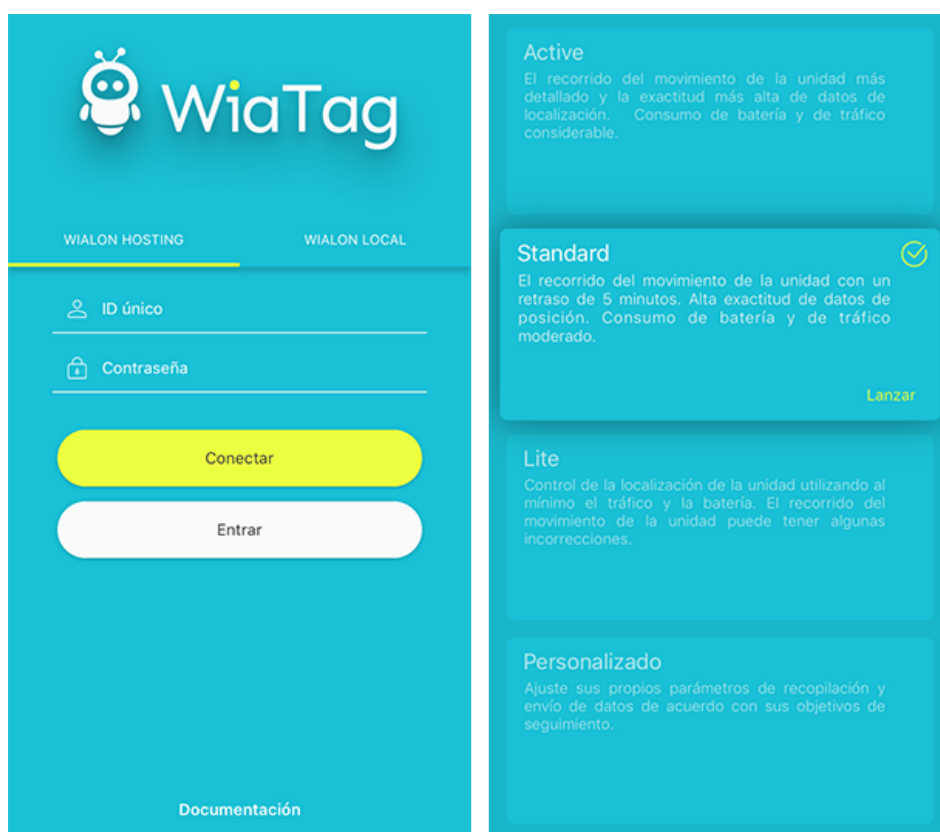 WiaTag
WIALON HOSTING
WIALON LOCAL
ID único
Contraseña
Conectar
Entrar
Documentación
Active
El recorrido del movimiento de la unidad más
detallado y la exactitud más alta de datos de
localización. Consumo de batería y de tráfico
considerable.
Standard
El recorrido del movimiento de la unidad con un
retraso de 5 minutos. Alta exactitud de datos de
posición. Consumo de batería y de tráfico
moderado.
Lanzar
Lite
Control de la localización de la unidad utilizando al
mínimo el tráfico y la batería. El recorrido del
movimiento de la unidad puede tener algunas
incorrecciones.
Personalizado
Ajuste sus propios parámetros de recopilación y
envío de datos de acuerdo con sus objetivos de
seguimiento.